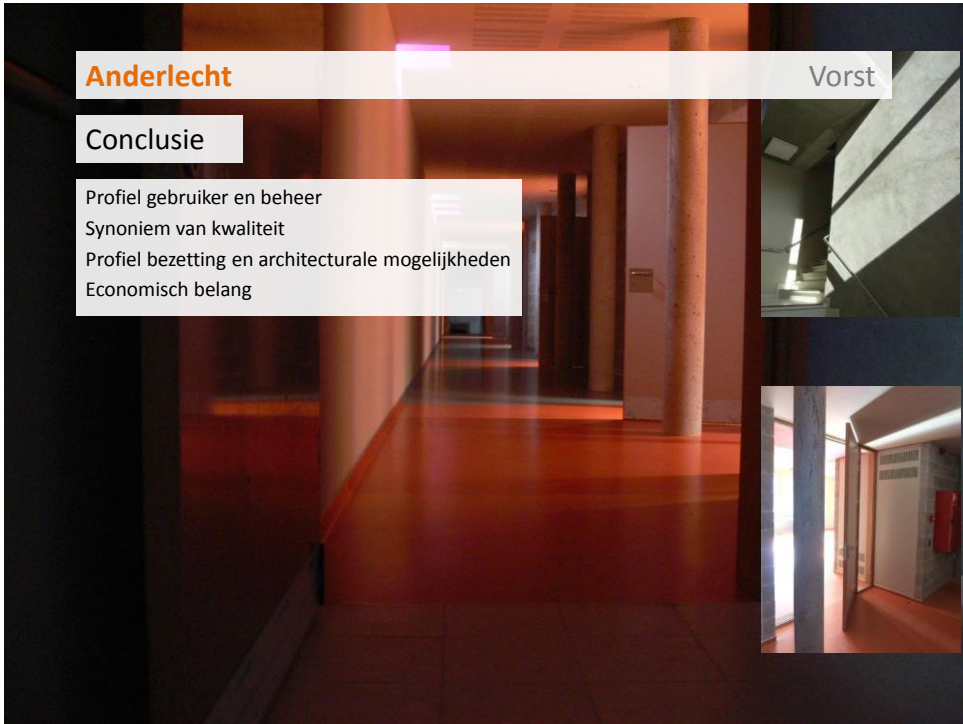 Anderlecht Vorst
Conclusie
Profiel gebruiker en beheer
Synoniem van kwaliteit
Profiel bezetting en architecturale mogelijkheden
Economisch belang